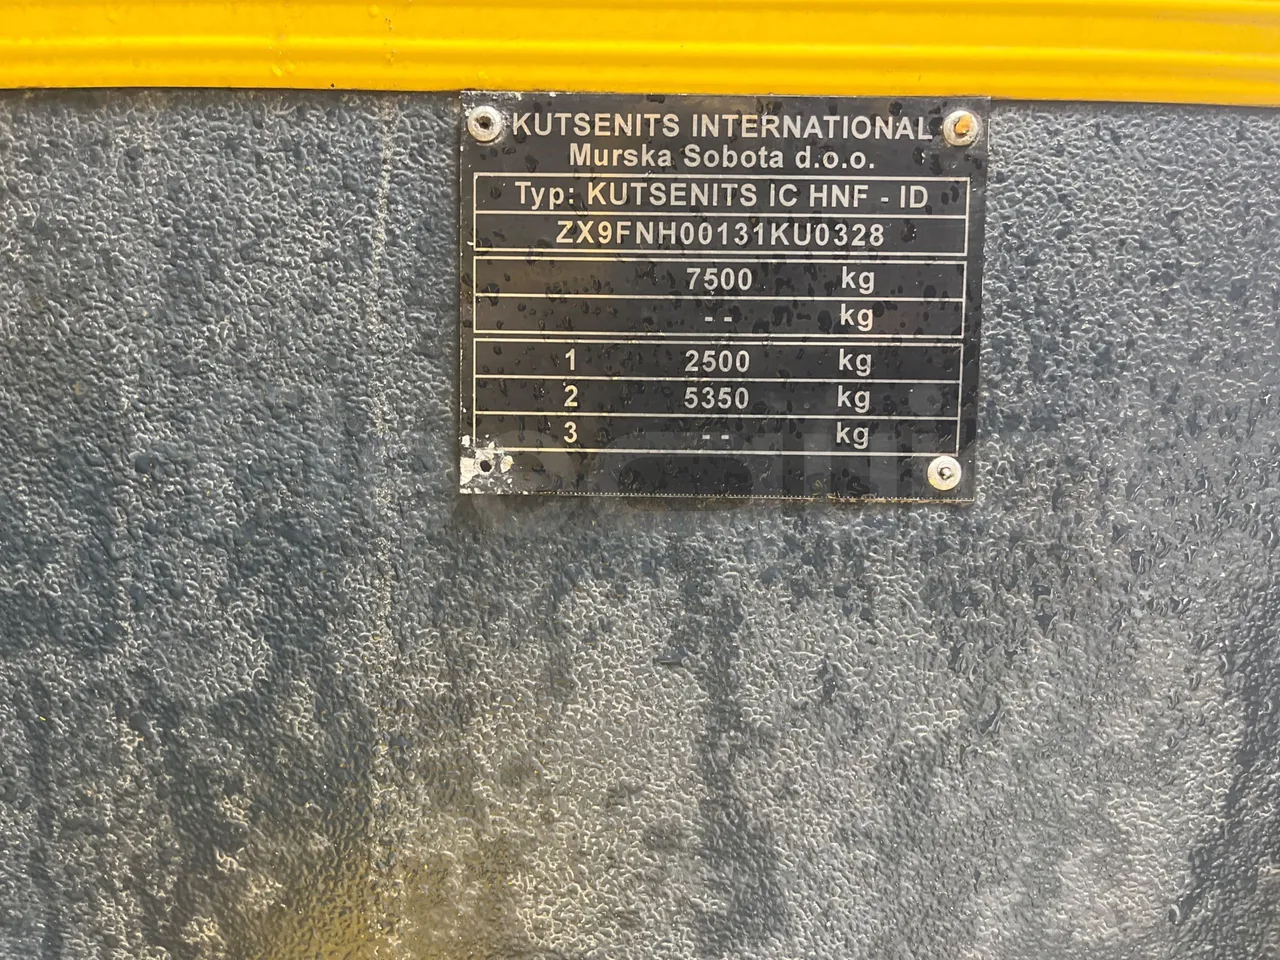 KUTSENITS INTERNATIONAL
Murska Sobota d.o.o.
Typ: KUTSENITS IC HNF - ID
ZX9FNH00131KU0328
7500 kg
-- kg
1 2500 kg
2 5350 kg
3 -- kg